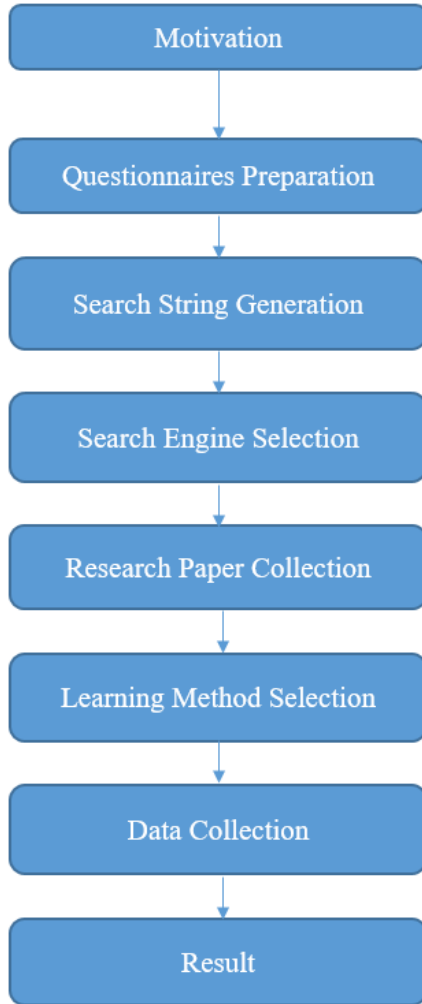 Motivation
Questionnaires Preparation
Search String Generation
Search Engine Selection
Research Paper Collection
Learning Method Selection
Data Collection
Result